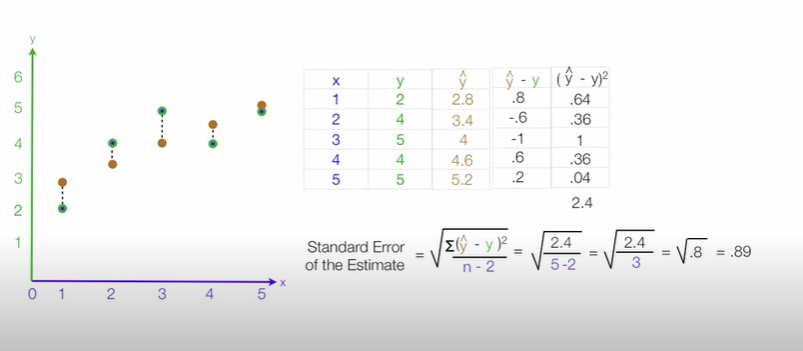 y
6
5
4
3
2
1
0 1 2 3 4 5 x
x y ŷ ŷ - y (ŷ - y)²
1 2 2.8 .8 .64
2 4 3.4 -.6 .36
3 5 4 -1 1
4 4 4.6 .6 .36
5 5 5.2 .2 .04
2.4
Standard Error
of the Estimate = √(Σ(ŷ - y)² / n - 2) = √(2.4 / 5 - 2) = √(2.4 / 3) = √.8 = .89